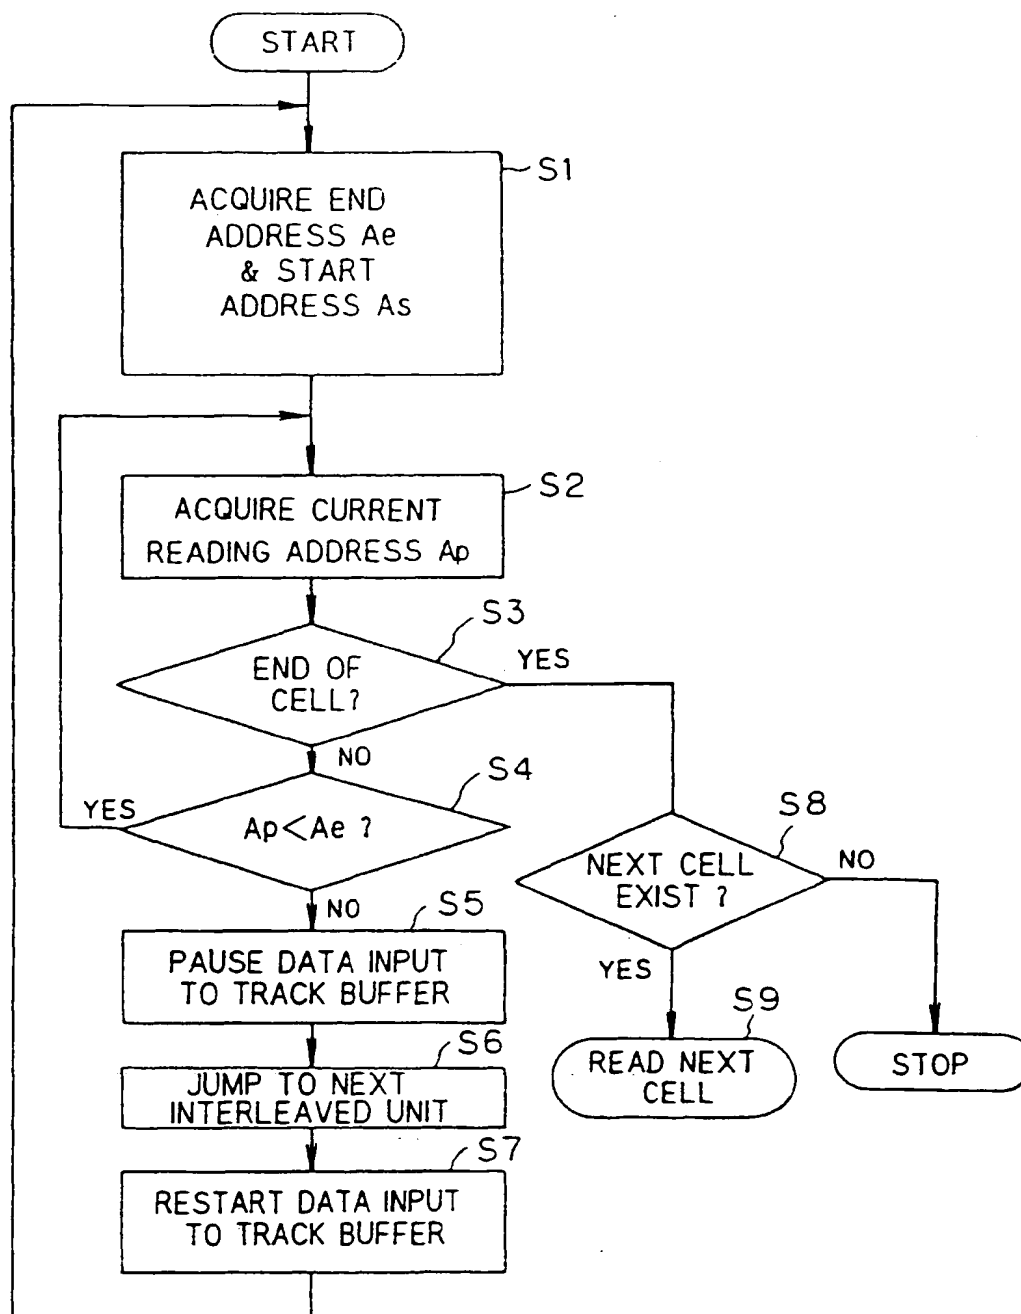 START
S1
ACQUIRE END
ADDRESS Ae
& START
ADDRESS As
S2
ACQUIRE CURRENT
READING ADDRESS Ap
S3
END OF
CELL?
YES
NO
S4
YES
Ap<Ae ?
NO
S8
NEXT CELL
EXIST ?
NO
YES
S5
PAUSE DATA INPUT
TO TRACK BUFFER
S6
JUMP TO NEXT
INTERLEAVED UNIT
S9
READ NEXT
CELL
STOP
S7
RESTART DATA INPUT
TO TRACK BUFFER